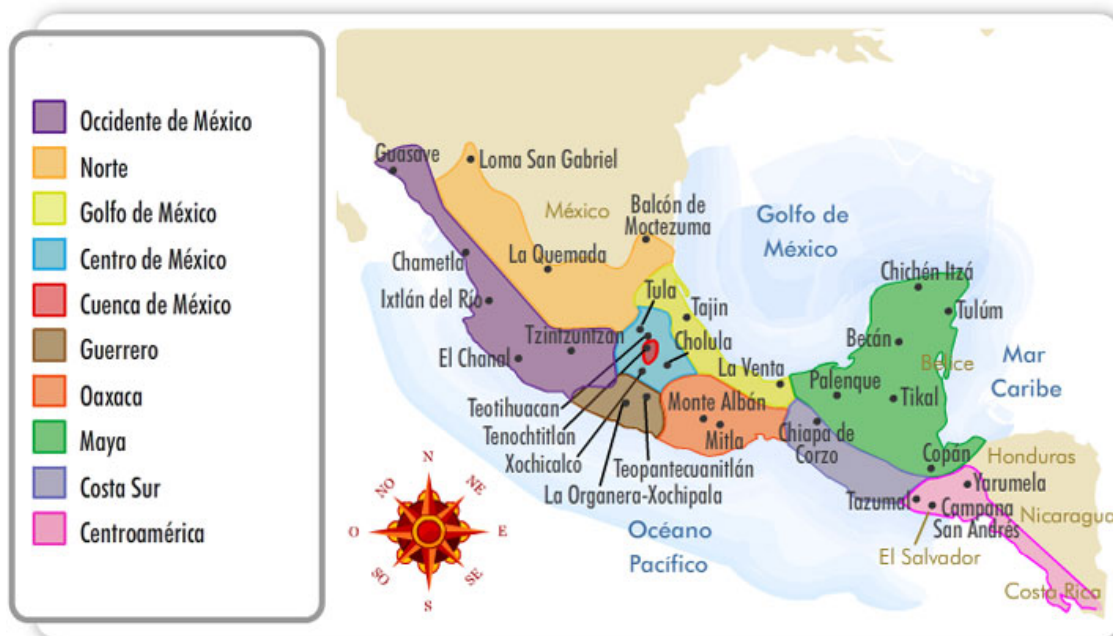 Occidente de México
Norte
Golfo de México
Centro de México
Cuenca de México
Guerrero
Oaxaca
Maya
Costa Sur
Centroamérica
Guasave
Loma San Gabriel
México
Balcón de
Moctezuma
Golfo de
México
Chametla
La Quemada
Chichén Itzá
Ixtlán del Río
Tula
Tajin
Tulúm
Tzintzuntzán
Cholula
Becán
Belice
Mar
Caribe
El Chanal
La Venta
Palenque
Tikal
Teotihuacan
Monte Albán
Tenochtitlán
Mitla
Chiapa de
Corzo
Xochicalco
Teopantecuanitlán
Copán
Honduras
La Organera-Xochipala
Yarumela
Tazumal
Campana
San Andrés
Nicaragua
Océano
Pacífico
El Salvador
Costa Rica
N
NO
NE
O
E
SO
SE
S